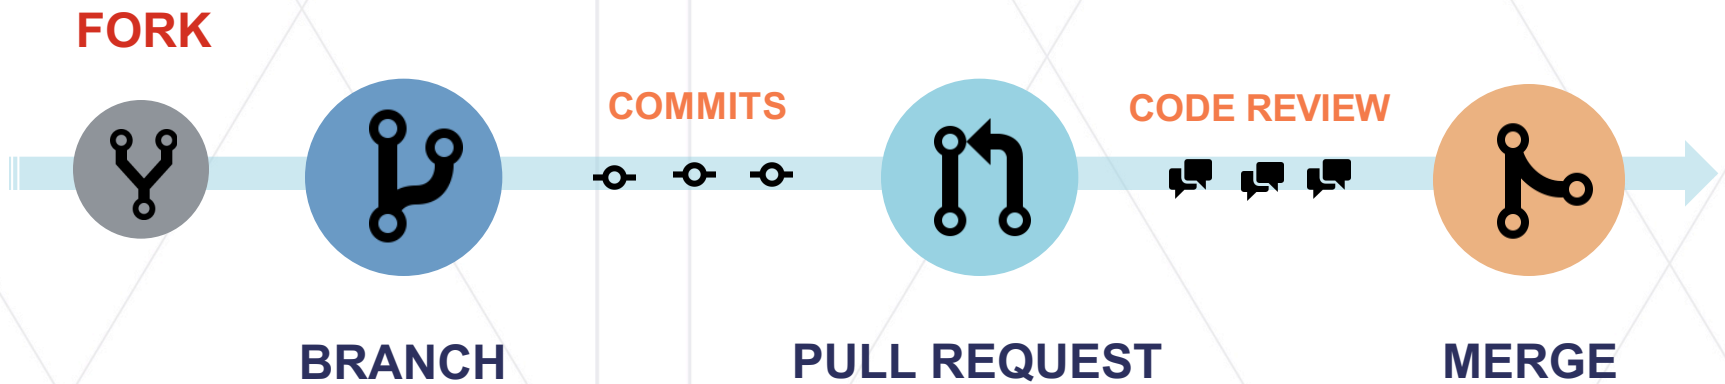 FORK
COMMITS
CODE REVIEW
BRANCH
PULL REQUEST
MERGE